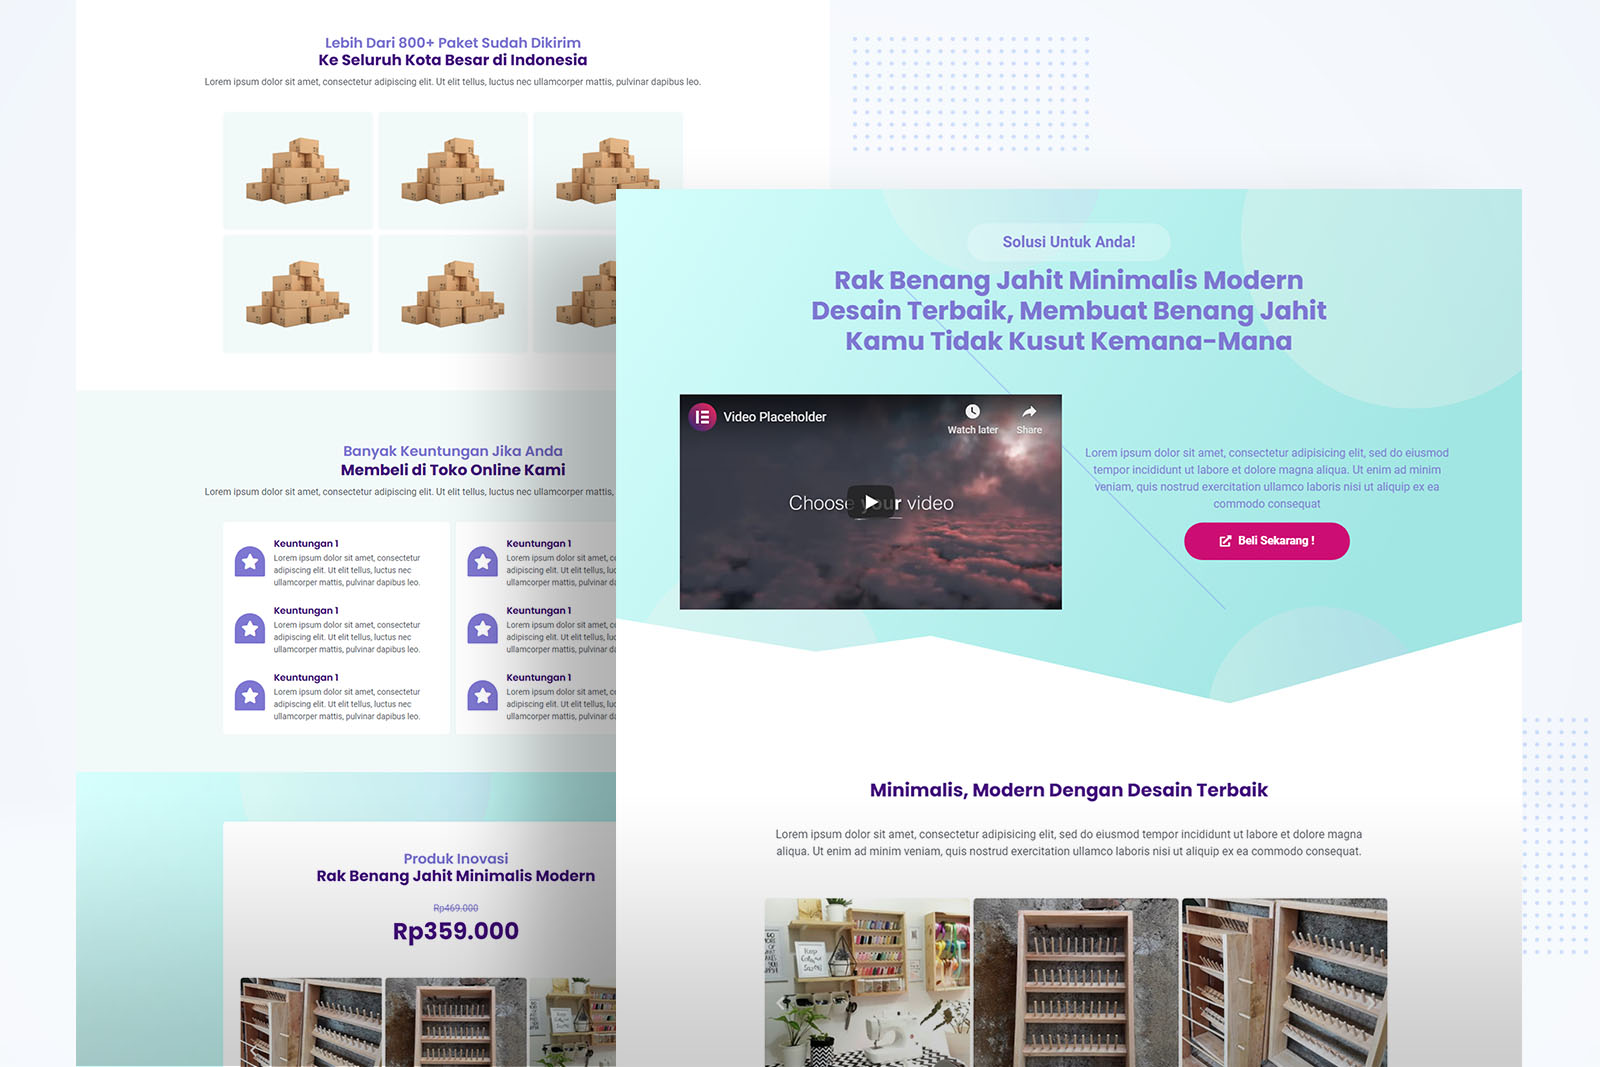 Lebih Dari 800+ Paket Sudah Dikirim
Ke Seluruh Kota Besar di Indonesia
Lorem ipsum dolor sit amet, consectetur adipiscing elit. Ut elit tellus, luctus nec ullamcorper mattis, pulvinar dapibus leo.
Banyak Keuntungan Jika Anda
Membeli di Toko Online Kami
Lorem ipsum dolor sit amet, consectetur adipiscing elit. Ut elit tellus, luctus nec ullamcorper mattis,
Keuntungan 1
Lorem ipsum dolor sit amet, consectetur
adipiscing elit. Ut elit tellus, luctus nec
ullamcorper mattis, pulvinar dapibus leo.
Keuntungan 1
Lorem ipsum dolor sit amet, consectetur
adipiscing elit. Ut elit tellus, luctus nec
ullamcorper mattis, pulvinar dapibus leo.
Keuntungan 1
Lorem ipsum dolor sit amet, consectetur
adipiscing elit. Ut elit tellus, luctus nec
ullamcorper mattis, pulvinar dapibus leo.
Keuntungan 1
Lorem ipsum dolor sit amet,
adipiscing elit. Ut elit tellus,
ullamcorper mattis, pulvinar
Keuntungan 1
Lorem ipsum dolor sit amet,
adipiscing elit. Ut elit tellus,
ullamcorper mattis, pulvinar
Keuntungan 1
Lorem ipsum dolor sit amet,
adipiscing elit. Ut elit tellus,
ullamcorper mattis, pulvinar
Produk Inovasi
Rak Benang Jahit Minimalis Modern
Rp469.000
Rp359.000
Solusi Untuk Anda!
Rak Benang Jahit Minimalis Modern
Desain Terbaik, Membuat Benang Jahit
Kamu Tidak Kusut Kemana-Mana
Video Placeholder
Watch later
Share
Choose your video
Lorem ipsum dolor sit amet, consectetur adipisicing elit, sed do eiusmod
tempor incididunt ut labore et dolore magna aliqua. Ut enim ad minim
veniam, quis nostrud exercitation ullamco laboris nisi ut aliquip ex ea
commodo consequat
Beli Sekarang !
Minimalis, Modern Dengan Desain Terbaik
Lorem ipsum dolor sit amet, consectetur adipisicing elit, sed do eiusmod tempor incididunt ut labore et dolore magna
aliqua. Ut enim ad minim veniam, quis nostrud exercitation ullamco laboris nisi ut aliquip ex ea commodo consequat.